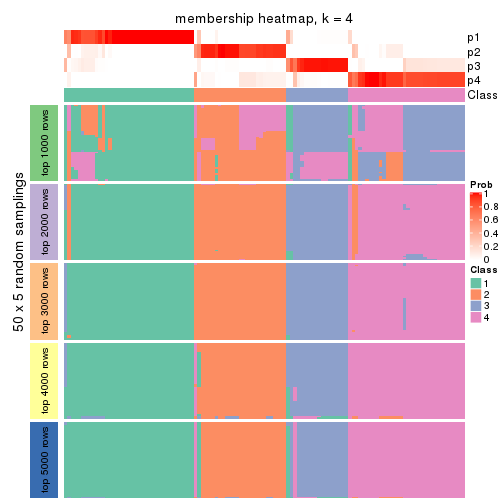 membership heatmap, k = 4
p1
p2
p3
p4
Class
50 x 5 random samplings
top 1000 rows
top 2000 rows
top 3000 rows
top 4000 rows
top 5000 rows
Prob
1
0.8
0.6
0.4
0.2
0
Class
1
2
3
4